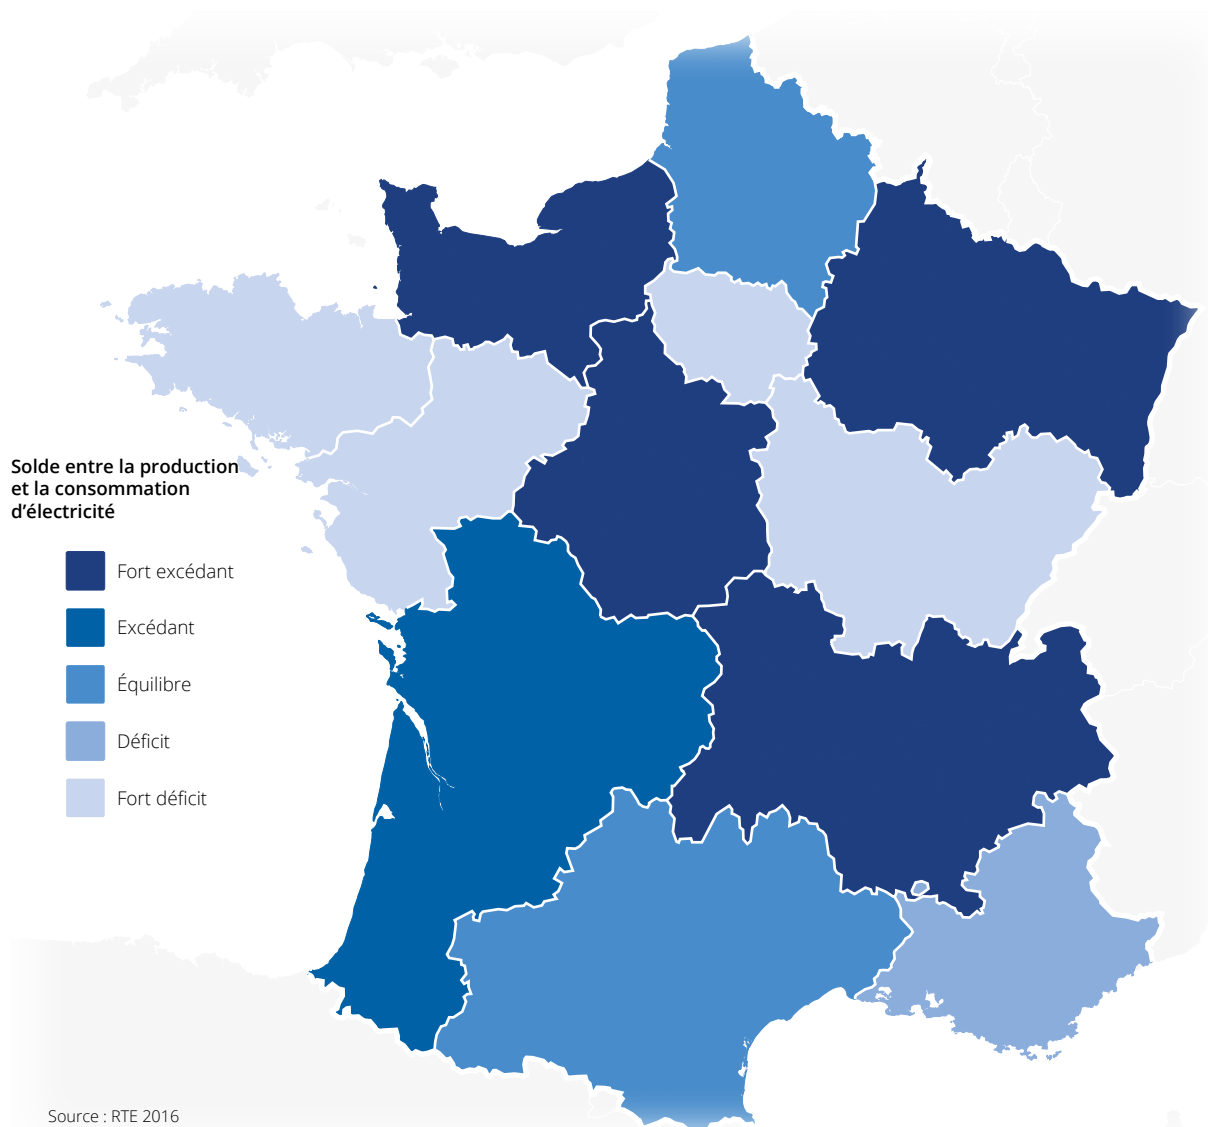 Solde entre la production
et la consommation
d’électricité
Fort excédant
Excédant
Équilibre
Déficit
Fort déficit
Source : RTE 2016